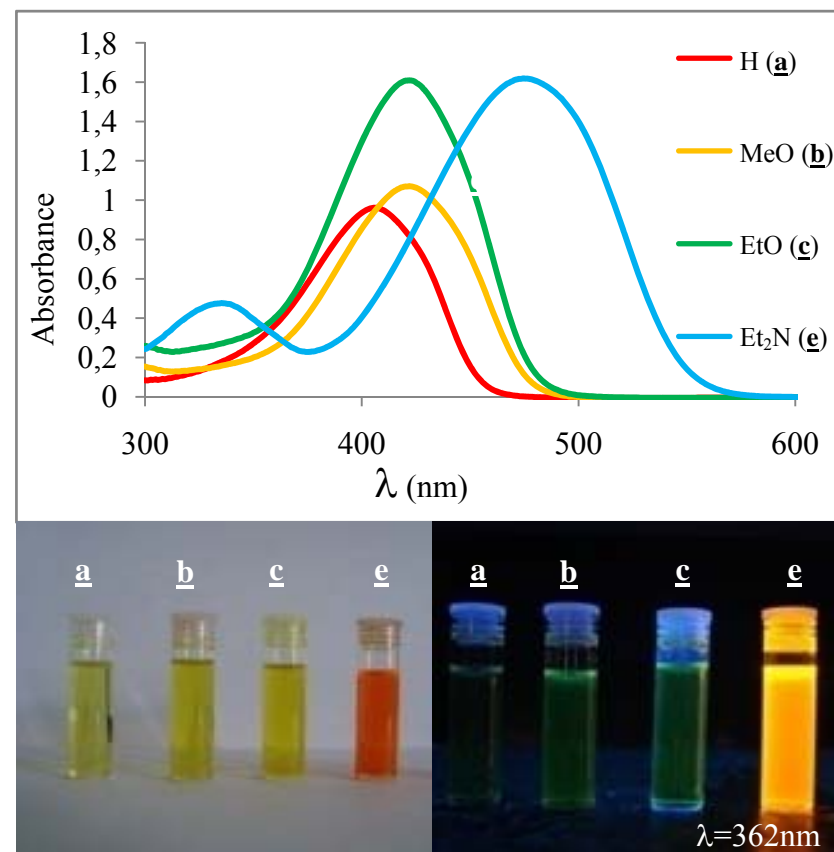 1,8
1,6
1,4
1,2
1
0,8
0,6
0,4
0,2
0
Absorbance
300 400 500 600
λ (nm)
H (a)
MeO (b)
EtO (c)
Et₂N (e)
a b c e
a b c e
λ=362nm